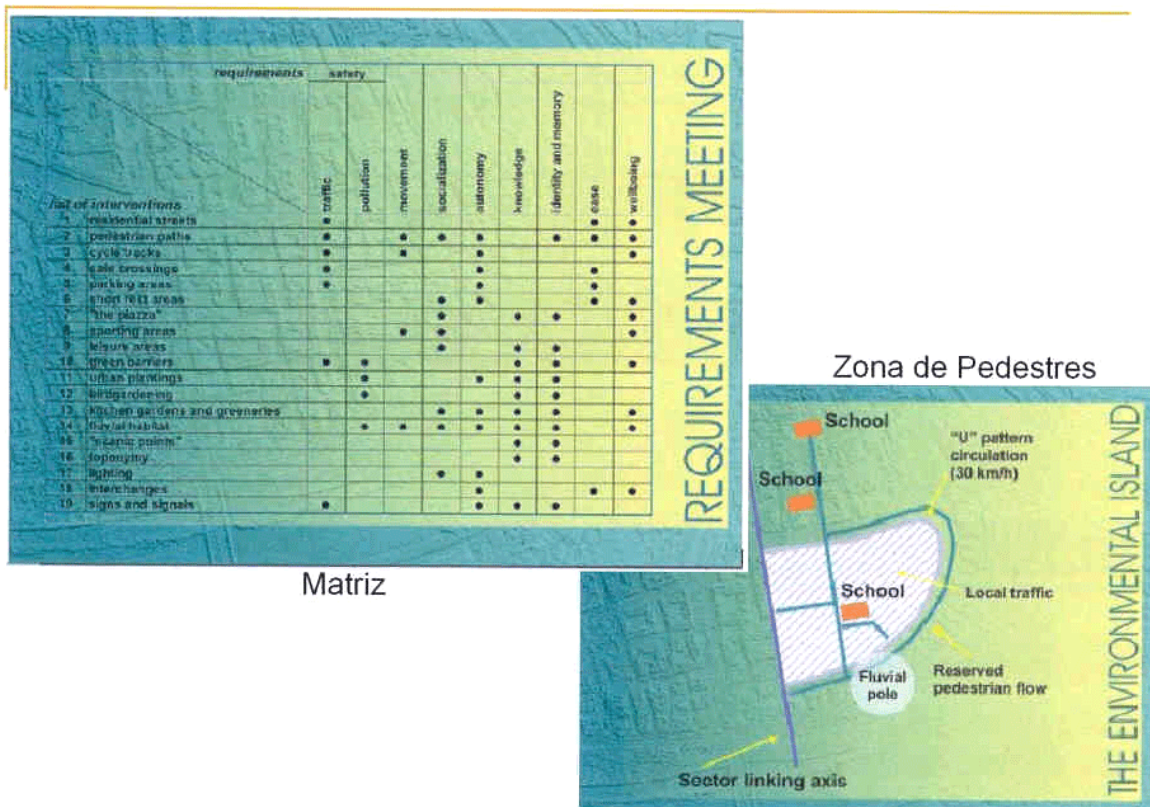 requirements safety
traffic
pollution
movement
socialization
autonomy
knowledge
identity and memory
ease
wellbeing
list of interventions
1 residential streets
2 pedestrian paths
3 cycle tracks
4 safe crossings
5 parking areas
6 short rest areas
7 "the piazza"
8 sporting areas
9 leisure areas
10 green barriers
11 urban plantings
12 birdgardening
13 kitchen gardens and greeneries
14 fluvial habitat
15 "scenic points"
16 toponymy
17 lighting
18 interchanges
19 signs and signals
REQUIREMENTS MEETING
Matriz
Zona de Pedestres
School
"U" pattern
circulation
(30 km/h)
School
School
Local traffic
Reserved
pedestrian flow
Fluvial
pole
Sector linking axis
THE ENVIRONMENTAL ISLAND